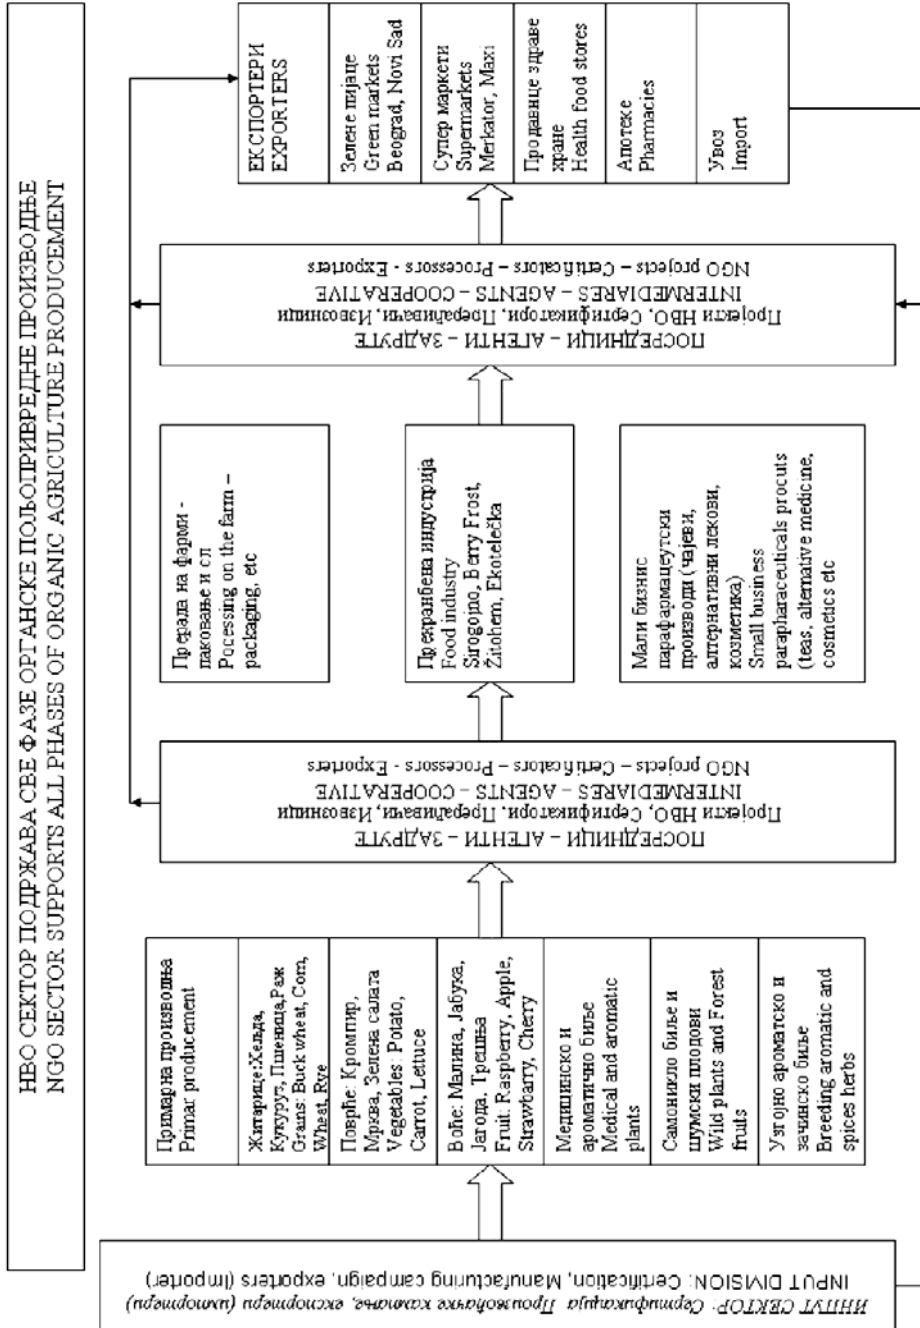 НВО СЕКТОР ПОДРЖАВА СВЕ ФАЗЕ ОРГАНСКЕ ПОЉОПРИВРЕДНЕ ПРОИЗВОДЊЕ
NGO SECTOR SUPPORTS ALL PHASES OF ORGANIC AGRICULTURE PRODUCEMENT
ИНПУТ СЕКТОР: Сертификација Произвођачке кампање, експортери (импортери)
INPUT DIVISION: Certification, Manufacturing campaign, exporters (Importer)
Примарна производња
Primar producement
Житарице:Хељда,
Кукуруз, Пшеница,Раж
Grains: Buck wheat, Corn,
Wheat, Rye
Поврће: Кромпир,
Мрква, Зелена салата
Vegetables: Potato,
Carrot, Lettuce
Воће: Малина, Јабука,
Јагода, Трешња
Fruit: Raspberry, Apple,
Strawbarry, Cherry
Медицинско и
ароматично биље
Medical and aromatic
plants
Самоникло биље и
шумски плодови
Wild plants and Forest
fruits
Узгојно ароматско и
зачинско биље
Breeding aromatic and
spices herbs
ПОСРЕДНИЦИ – АГЕНТИ – ЗАДРУГЕ
Пројекти НВО, Сертификатори, Прерађивачи, Извозници
INTERMEDIARES – AGENTS – COOPERATIVE
NGO projects – Certificators – Processors - Exporters
Прерада на фарми -
паковање и сл
Pocessing on the farm –
packaging, etc
Прехранбена индустрија
Food industry
Sirogojno, Berry Frost,
Žitohem, Ekotelečka
Мали бизнис
парафармацеутски
производи (чајеви,
алтернативни лекови,
козметика)
Small business
parapharaceuticals procuts
(teas, alternative medicine,
cosmetics etc
ПОСРЕДНИЦИ – АГЕНТИ – ЗАДРУГЕ
Пројекти НВО, Сертификатори, Прерађивачи, Извозници
INTERMEDIARES – AGENTS – COOPERATIVE
NGO projects – Certificators – Processors - Exporters
ЕКСПОРТЕРИ
EXPORTERS
Зелене пијаце
Green markets
Beograd, Novi Sad
Супер маркети
Supermarkets
Merkator, Maxi
Продавнице здраве
хране
Health food stores
Апотеке
Pharmacies
Увоз
Import